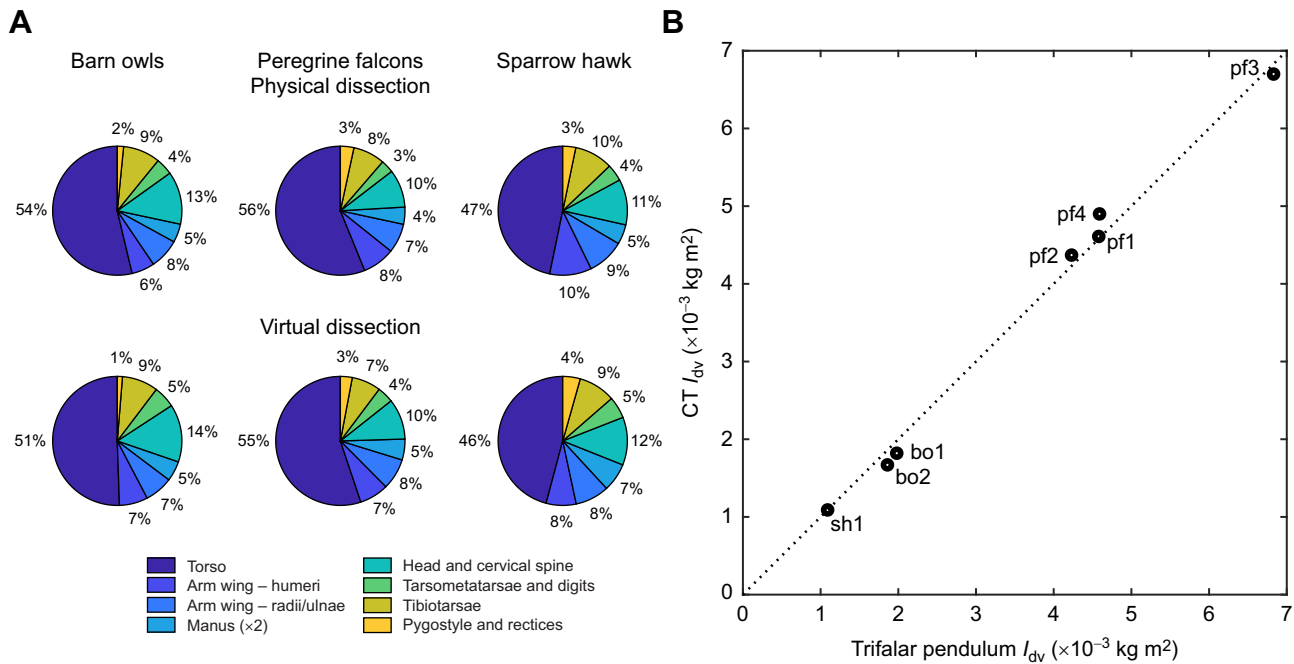 A
Barn owls
Peregrine falcons
Physical dissection
Sparrow hawk
2%
9%
4%
13%
5%
8%
6%
54%
3%
8%
3%
10%
4%
7%
8%
56%
3%
10%
4%
11%
5%
9%
10%
47%
Virtual dissection
1%
9%
5%
14%
5%
7%
7%
51%
3%
7%
4%
10%
5%
8%
7%
55%
4%
9%
5%
12%
7%
8%
8%
46%
Torso
Arm wing – humeri
Arm wing – radii/ulnae
Manus (×2)
Head and cervical spine
Tarsometatarsae and digits
Tibiotarsae
Pygostyle and rectices
B
CT Idv (×10−3 kg m2)
7
6
5
4
3
2
1
0
pf3
pf4
pf1
pf2
bo1
bo2
sh1
0 1 2 3 4 5 6 7
Trifalar pendulum Idv (×10−3 kg m2)